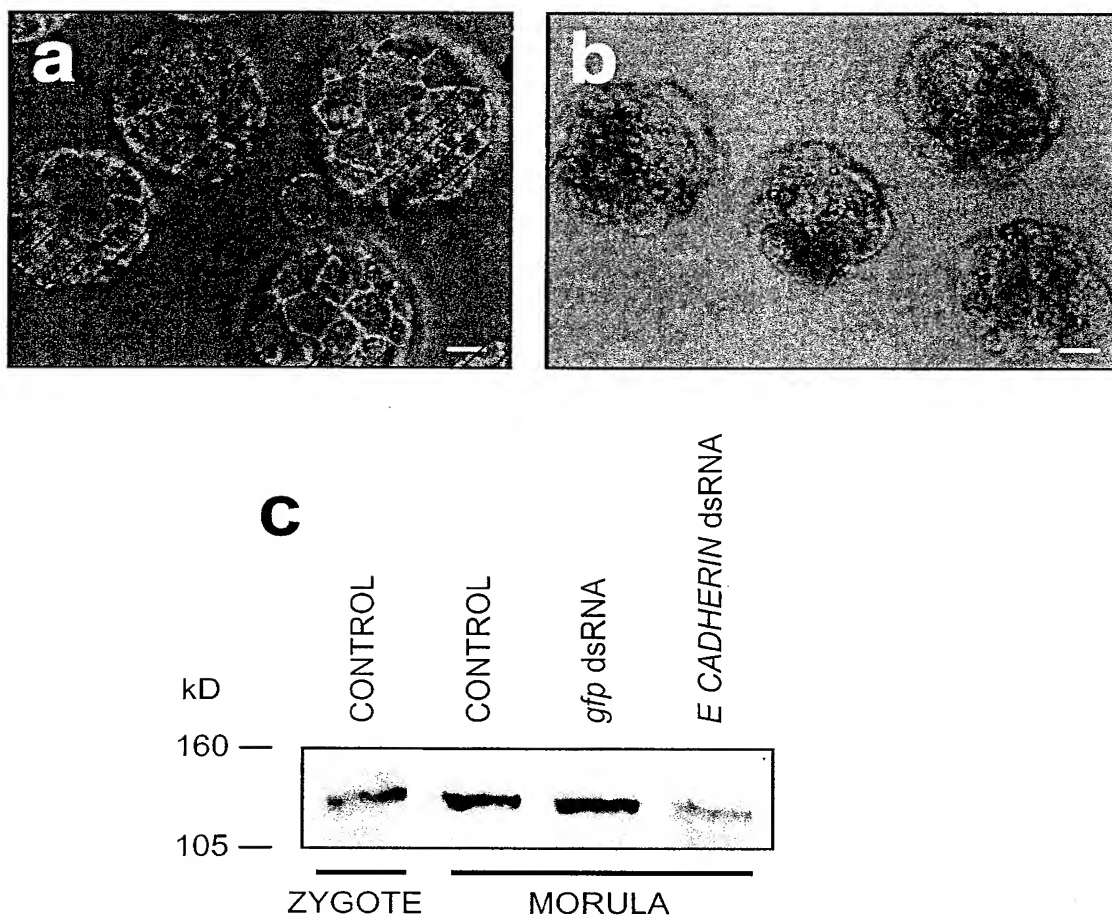 a
b
c
kD
CONTROL
CONTROL
gfp dsRNA
E CADHERIN dsRNA
160
105
ZYGOTE
MORULA